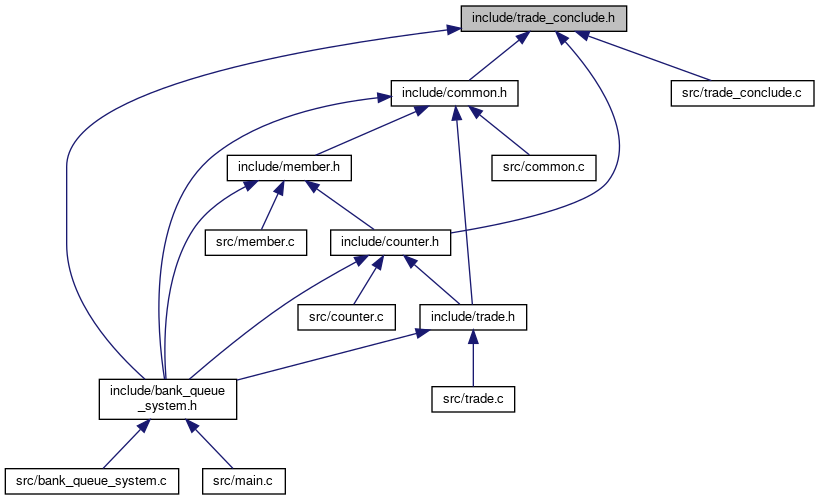 include/trade_conclude.h
include/common.h
src/trade_conclude.c
include/member.h
src/common.c
src/member.c
include/counter.h
src/counter.c
include/trade.h
include/bank_queue
_system.h
src/trade.c
src/bank_queue_system.c
src/main.c